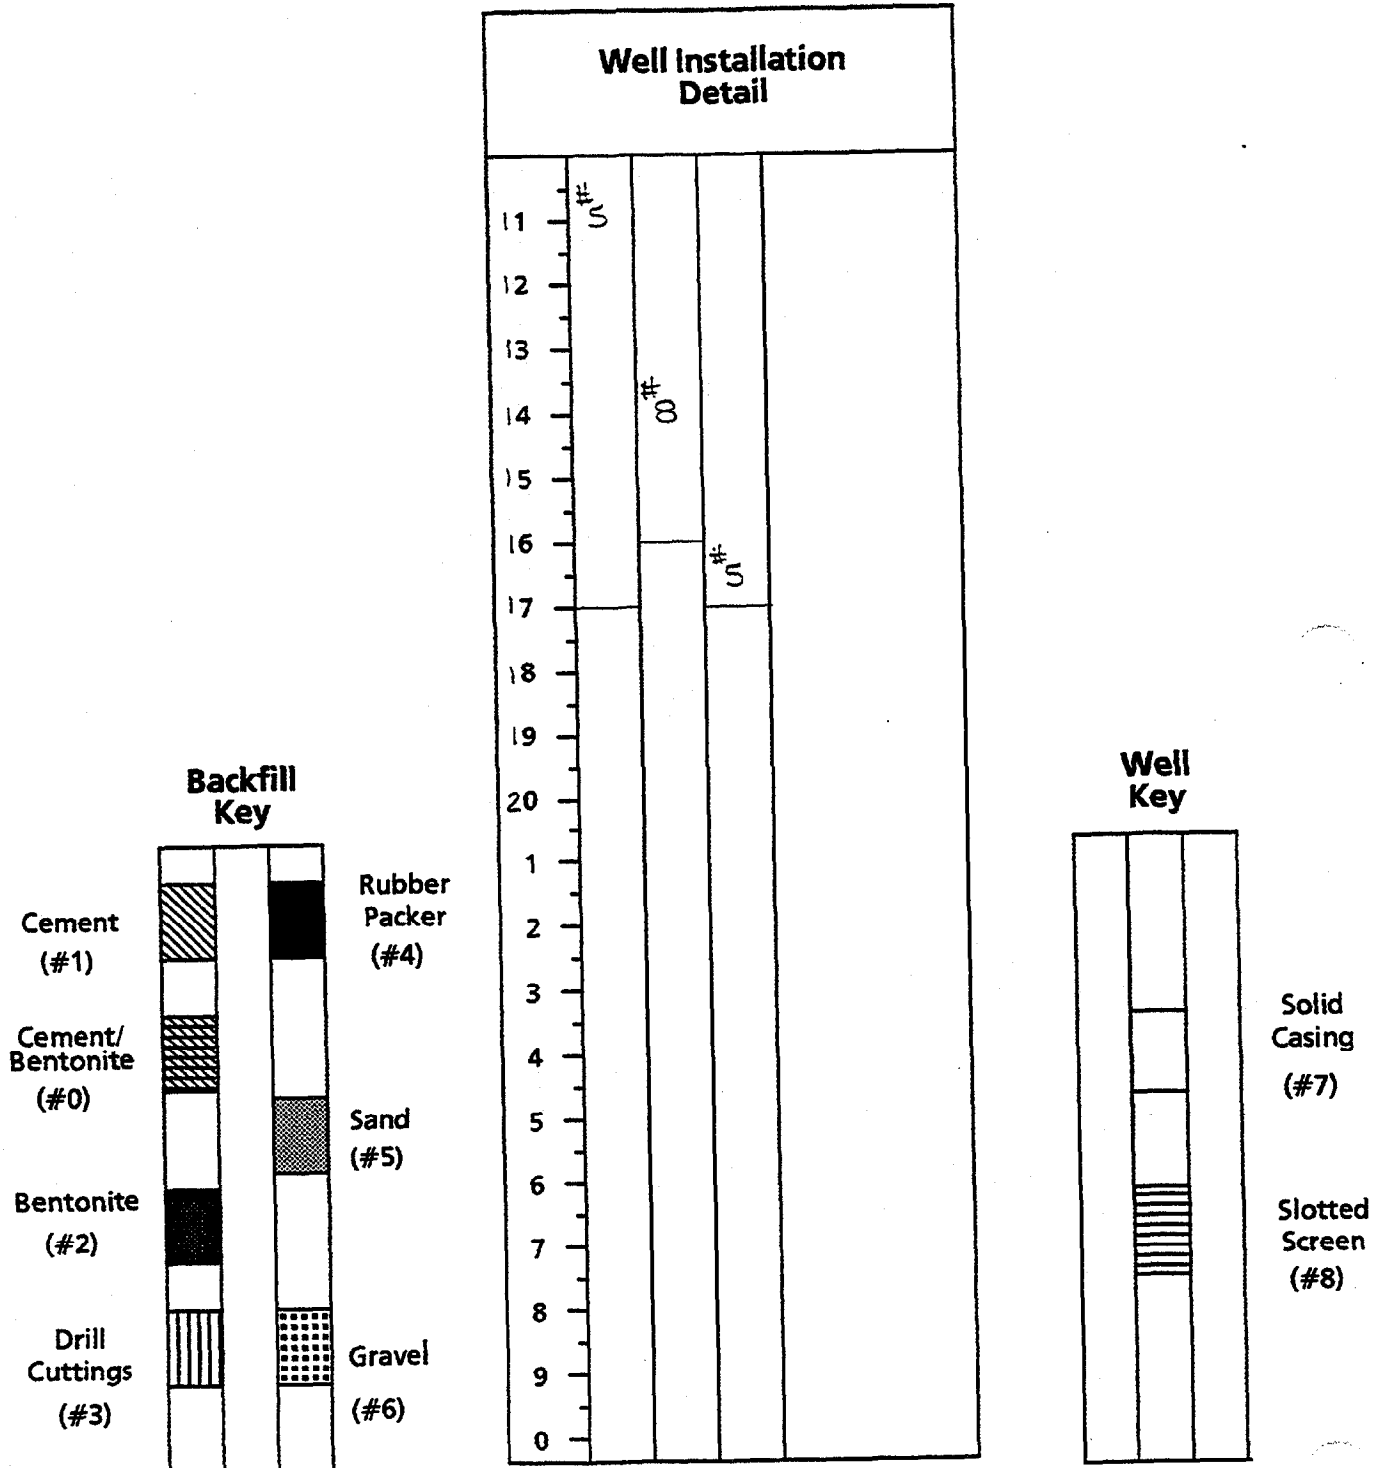 Well Installation
Detail
#5
11
12
13
#8
14
15
16
#5
17
18
19
20
1
2
3
4
5
6
7
8
9
0
Backfill
Key
Cement
(#1)
Rubber
Packer
(#4)
Cement/
Bentonite
(#0)
Sand
(#5)
Bentonite
(#2)
Drill
Cuttings
(#3)
Gravel
(#6)
Well
Key
Solid
Casing
(#7)
Slotted
Screen
(#8)